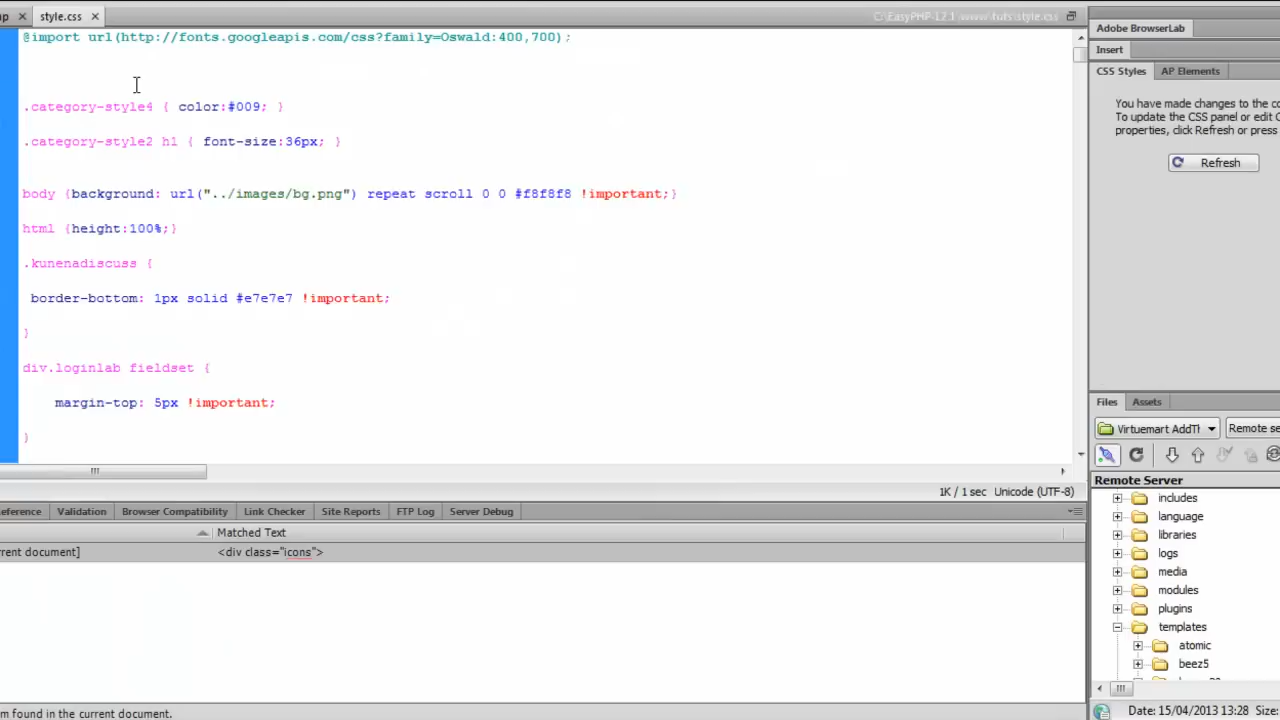 style.css
C:\EasyPHP-12.1\www\tuts\style.css
@import url(http://fonts.googleapis.com/css?family=Oswald:400,700);
.category-style4 { color:#009; }
.category-style2 h1 { font-size:36px; }
body {background: url("../images/bg.png") repeat scroll 0 0 #f8f8f8 !important;}
html {height:100%;}
.kunenadiscuss {
border-bottom: 1px solid #e7e7e7 !important;
}
div.loginlab fieldset {
margin-top: 5px !important;
}
1K / 1 sec Unicode (UTF-8)
eference Validation Browser Compatibility Link Checker Site Reports FTP Log Server Debug
Matched Text
rrent document] <div class="icons">
m found in the current document.
Adobe BrowserLab
Insert
CSS Styles AP Elements
You have made changes to the co
To update the CSS panel or edit C
properties, click Refresh or press
Refresh
Files Assets
Virtuemart AddTl Remote se
Remote Server
includes
language
libraries
logs
media
modules
plugins
templates
atomic
beez5
Date: 15/04/2013 13:28 Size: